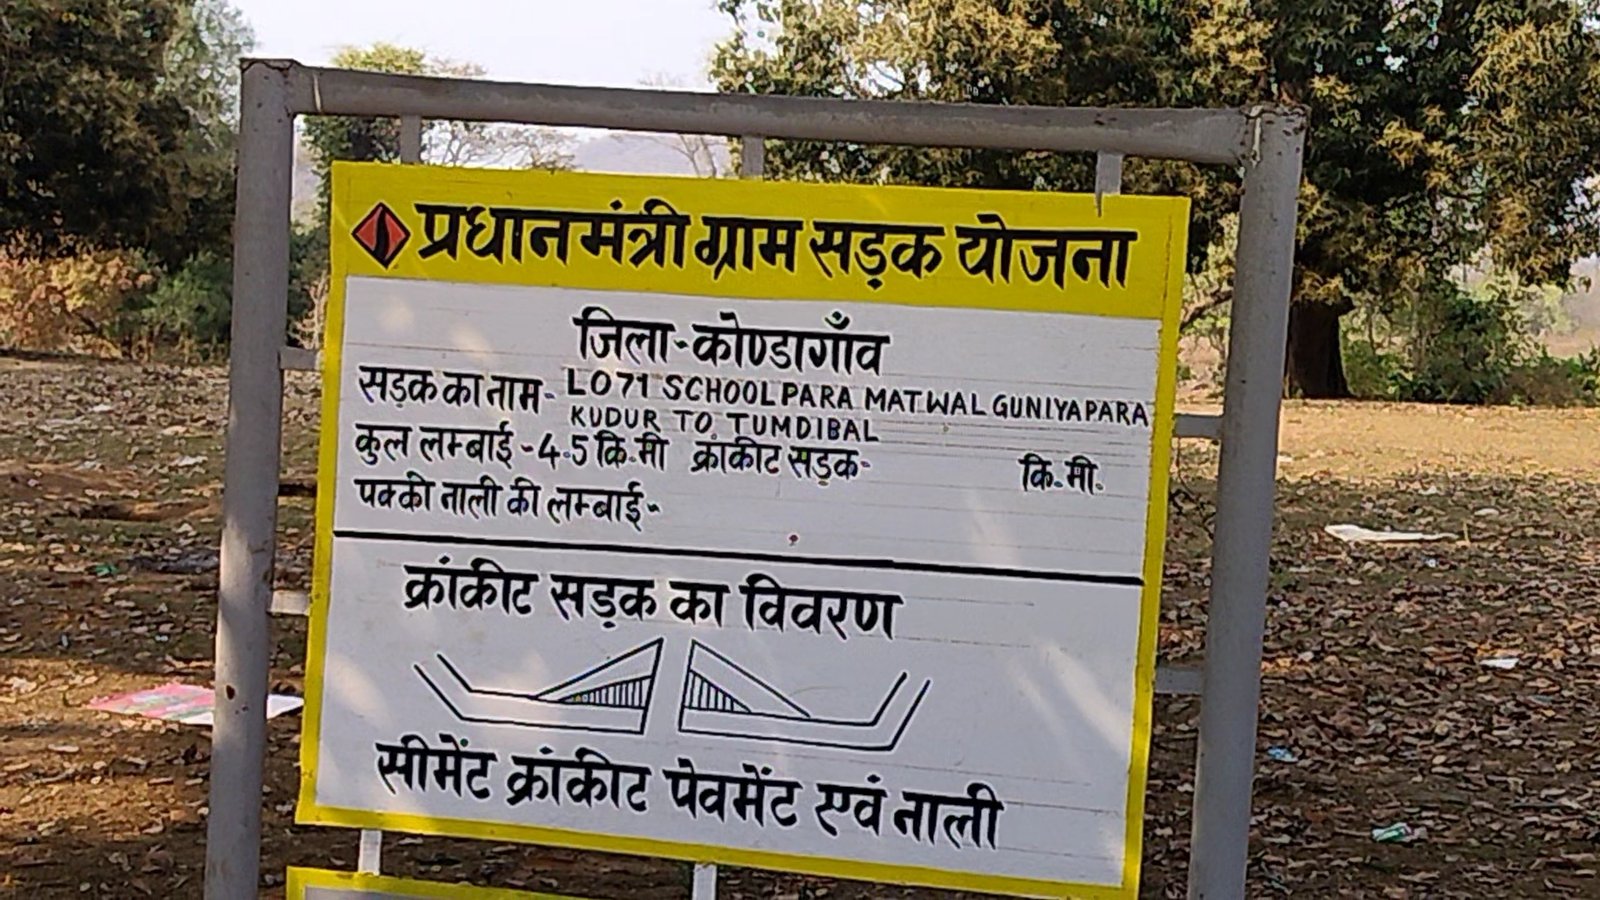 प्रधानमंत्री ग्राम सड़क योजना
जिला-कोण्डागाँव
सड़क का नाम- L071 SCHOOLPARA MATWAL GUNIYAPARA
KUDUR TO TUMDIBAL
कुल लम्बाई-4.5 कि.मी क्रांकीट सड़क- कि.मी.
पक्की नाली की लम्बाई-
क्रांकीट सड़क का विवरण
सीमेंट क्रांकीट पेवमेंट एवं नाली